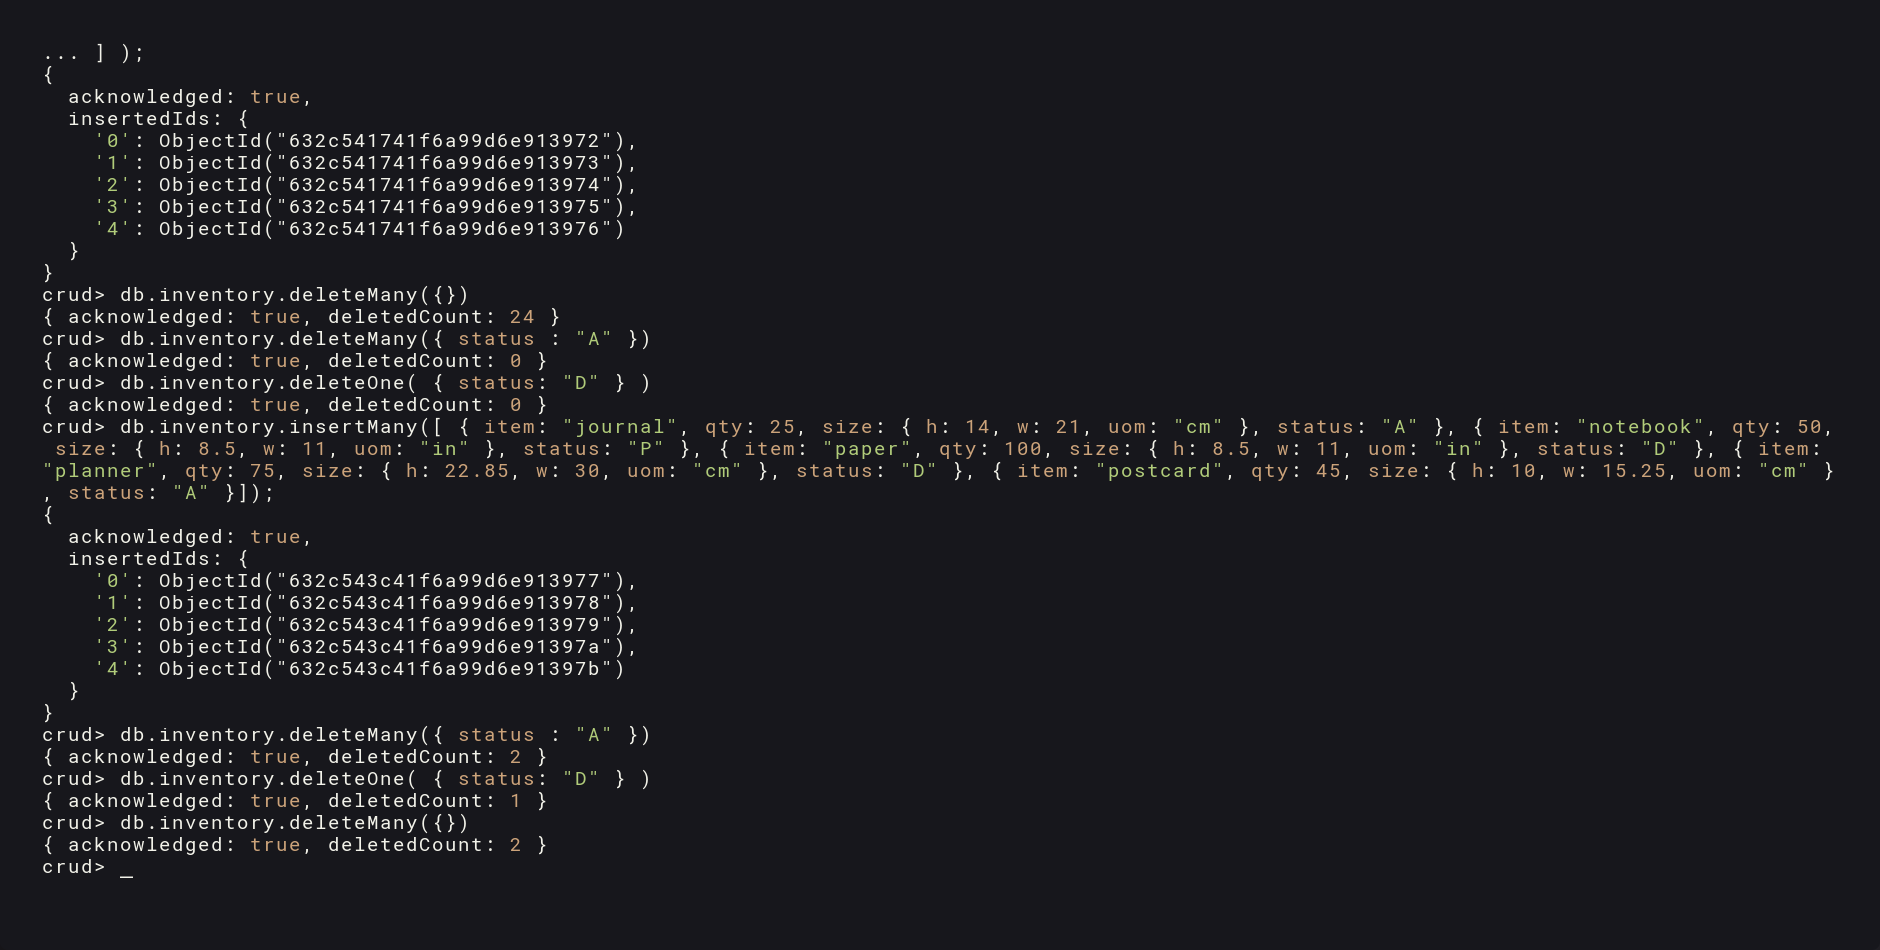 ... ] );
{
  acknowledged: true,
  insertedIds: {
    '0': ObjectId("632c541741f6a99d6e913972"),
    '1': ObjectId("632c541741f6a99d6e913973"),
    '2': ObjectId("632c541741f6a99d6e913974"),
    '3': ObjectId("632c541741f6a99d6e913975"),
    '4': ObjectId("632c541741f6a99d6e913976")
  }
}
crud> db.inventory.deleteMany({})
{ acknowledged: true, deletedCount: 24 }
crud> db.inventory.deleteMany({ status : "A" })
{ acknowledged: true, deletedCount: 0 }
crud> db.inventory.deleteOne( { status: "D" } )
{ acknowledged: true, deletedCount: 0 }
crud> db.inventory.insertMany([ { item: "journal", qty: 25, size: { h: 14, w: 21, uom: "cm" }, status: "A" }, { item: "notebook", qty: 50,
 size: { h: 8.5, w: 11, uom: "in" }, status: "P" }, { item: "paper", qty: 100, size: { h: 8.5, w: 11, uom: "in" }, status: "D" }, { item:
"planner", qty: 75, size: { h: 22.85, w: 30, uom: "cm" }, status: "D" }, { item: "postcard", qty: 45, size: { h: 10, w: 15.25, uom: "cm" }
, status: "A" }]);
{
  acknowledged: true,
  insertedIds: {
    '0': ObjectId("632c543c41f6a99d6e913977"),
    '1': ObjectId("632c543c41f6a99d6e913978"),
    '2': ObjectId("632c543c41f6a99d6e913979"),
    '3': ObjectId("632c543c41f6a99d6e91397a"),
    '4': ObjectId("632c543c41f6a99d6e91397b")
  }
}
crud> db.inventory.deleteMany({ status : "A" })
{ acknowledged: true, deletedCount: 2 }
crud> db.inventory.deleteOne( { status: "D" } )
{ acknowledged: true, deletedCount: 1 }
crud> db.inventory.deleteMany({})
{ acknowledged: true, deletedCount: 2 }
crud> _